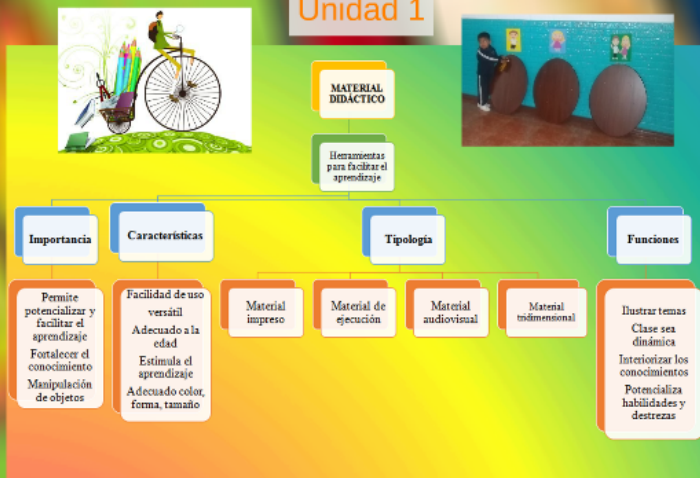 Unidad 1
MATERIAL
DIDÁCTICO
Herramientas
para facilitar el
aprendizaje
Importancia
Características
Tipología
Funciones
Permite
potencializar y
facilitar el
aprendizaje
Fortalecer el
conocimiento
Manipulación
de objetos
Facilidad de uso
versátil
Adecuado a la
edad
Estimula el
aprendizaje
Adecuado color,
forma, tamaño
Material
impreso
Material de
ejecución
Material
audiovisual
Material
tridimensional
Ilustrar temas
Clase sea
dinámica
Interiorizar los
conocimientos
Potencializa
habilidades y
destrezas